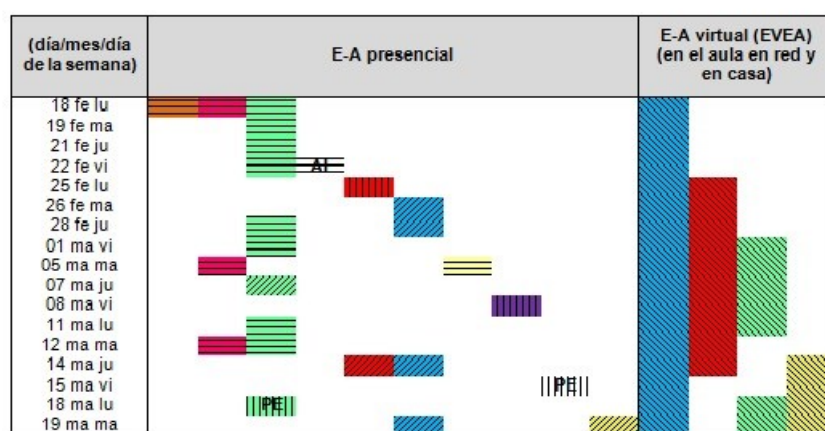 (día/mes/día
de la semana)
E-A presencial
E-A virtual (EVEA)
(en el aula en red y
en casa)
18 fe lu
19 fe ma
21 fe ju
22 fe vi
AI
25 fe lu
26 fe ma
28 fe ju
01 ma vi
05 ma ma
07 ma ju
08 ma vi
11 ma lu
12 ma ma
14 ma ju
15 ma vi
PE
18 ma lu
PE
19 ma ma